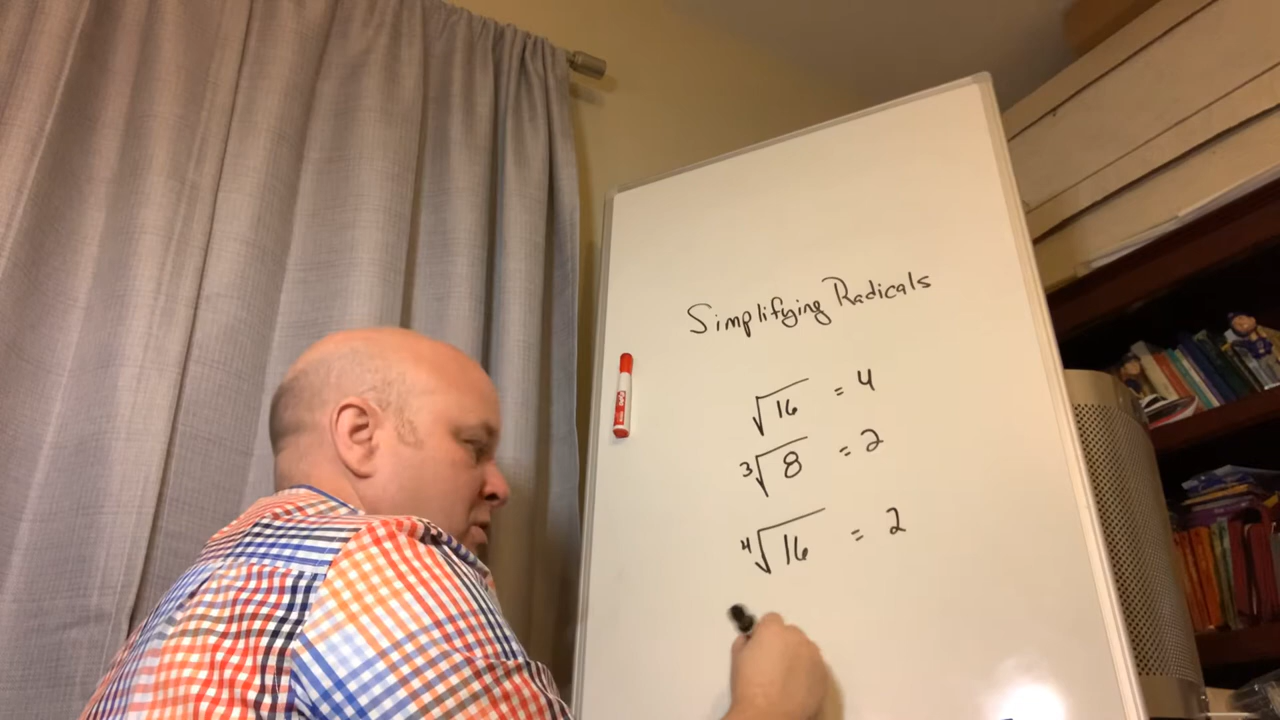 Simplifying Radicals
√16 = 4
³√8 = 2
⁴√16 = 2